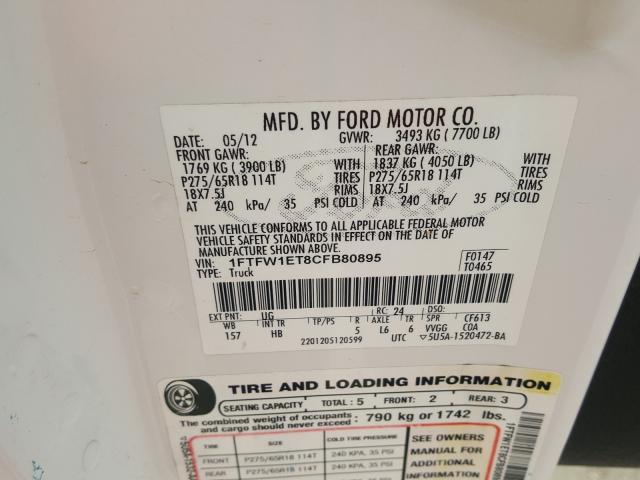 MFD. BY FORD MOTOR CO.
DATE: 05/12 GVWR: 3493 KG ( 7700 LB)
FRONT GAWR: REAR GAWR:
1769 KG ( 3900 LB) WITH 1837 KG ( 4050 LB) WITH
P275/65R18 114T TIRES P275/65R18 114T TIRES
18X7.5J RIMS 18X7.5J RIMS
AT 240 kPa/ 35 PSI COLD AT 240 kPa/ 35 PSI COLD
THIS VEHICLE CONFORMS TO ALL APPLICABLE FEDERAL MOTOR
VEHICLE SAFETY STANDARDS IN EFFECT ON THE DATE OF
MANUFACTURE SHOWN ABOVE.
VIN: 1FTFW1ET8CFB80895 F0147
TYPE: Truck T0465
EXT PNT: UG RC: 24 DSO:
WB INT TR TP/PS R AXLE TR SPR CF613
157 HB 5 L6 6 VVGG C0A
2201205120599 UTC 5U5A-1520472-BA
TIRE AND LOADING INFORMATION
SEATING CAPACITY TOTAL: 5 FRONT: 2 REAR: 3
The combined weight of occupants and cargo should never exceed 790 kg or 1742 lbs.
TIRE SIZE COLD TIRE PRESSURE
FRONT P275/65R18 114T 240 KPA, 35 PSI
REAR P275/65R18 114T 240 KPA, 35 PSI
SEE OWNERS
MANUAL FOR
ADDITIONAL
INFORMATION